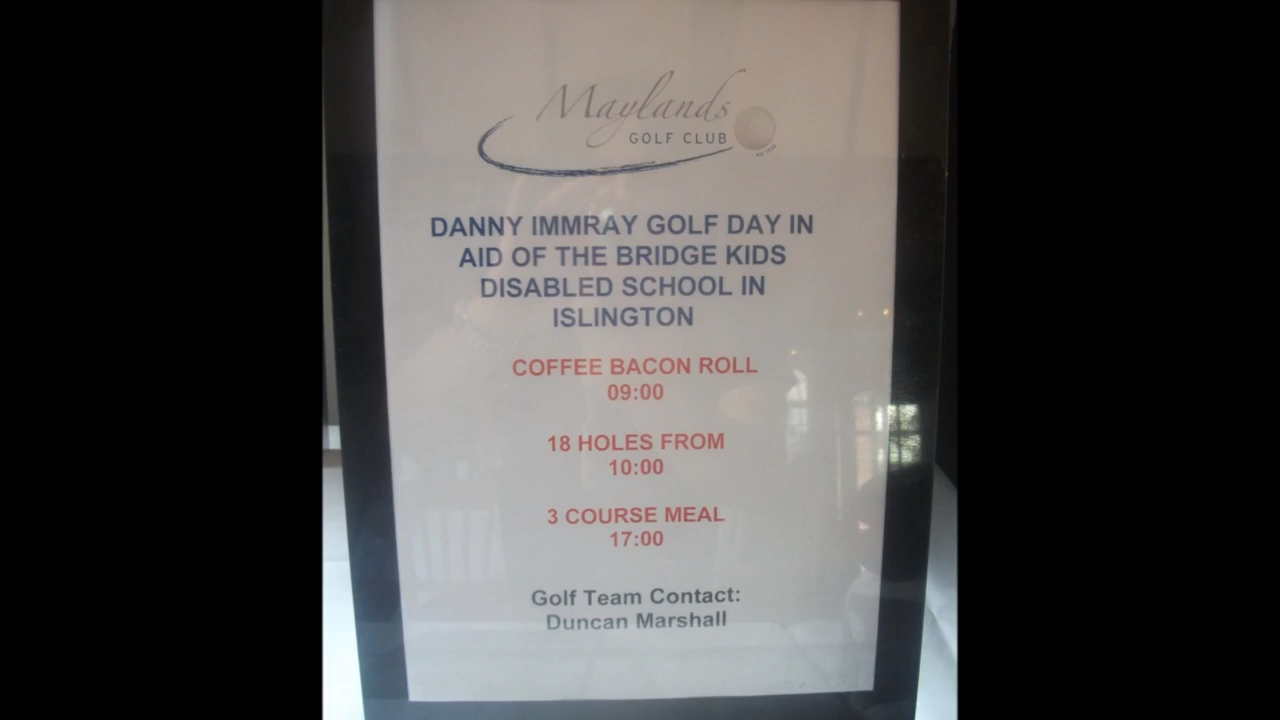 Maylands
GOLF CLUB
DANNY IMMRAY GOLF DAY IN
AID OF THE BRIDGE KIDS
DISABLED SCHOOL IN
ISLINGTON
COFFEE BACON ROLL
09:00
18 HOLES FROM
10:00
3 COURSE MEAL
17:00
Golf Team Contact:
Duncan Marshall